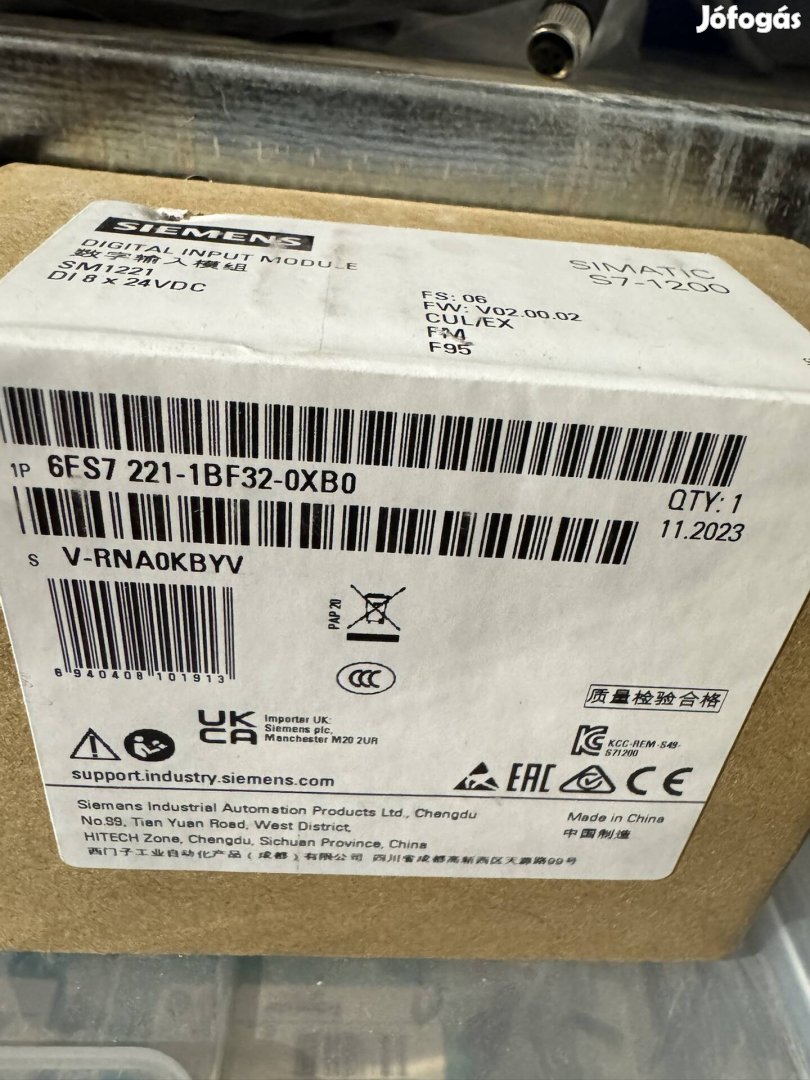 Jófogás
SIEMENS
DIGITAL INPUT MODULE
数字输入模组
SM1221
DI 8 x 24VDC
SIMATIC
S7-1200
FS: 06
FW: V02.00.02
CUL/EX
FM
F95
1P 6ES7 221-1BF32-0XB0
QTY: 1
11.2023
S V-RNA0KBYV
6 940408 101913
PAP 20
CCC
UK
CA
Importer UK:
Siemens plc,
Manchester M20 2UR
质量检验合格
KCC-REM-S49-
S71200
support.industry.siemens.com
EAC
CE
Siemens Industrial Automation Products Ltd., Chengdu
No.99, Tian Yuan Road, West District,
HITECH Zone, Chengdu, Sichuan Province, China
西门子工业自动化产品（成都）有限公司 四川省成都高新西区天源路99号
Made in China
中国制造